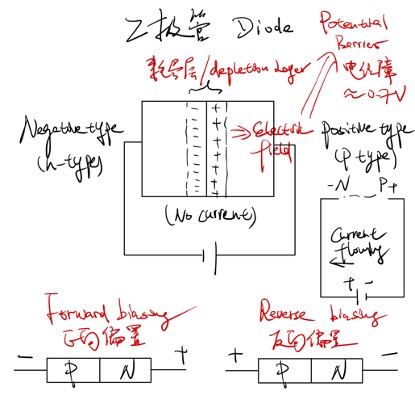 乙极管 Diode
Potential
Barrier
电位障
≈0.7V
耗尽层/depletion layer
Negative type
(n-type)
- +
⇒ Electric
field
Positive type
(P type)
(No current)
-N P+
Current
flowing
←
+ -
Forward biasing
正向偏置
Reverse biasing
反向偏置
- P N +
+ P N -